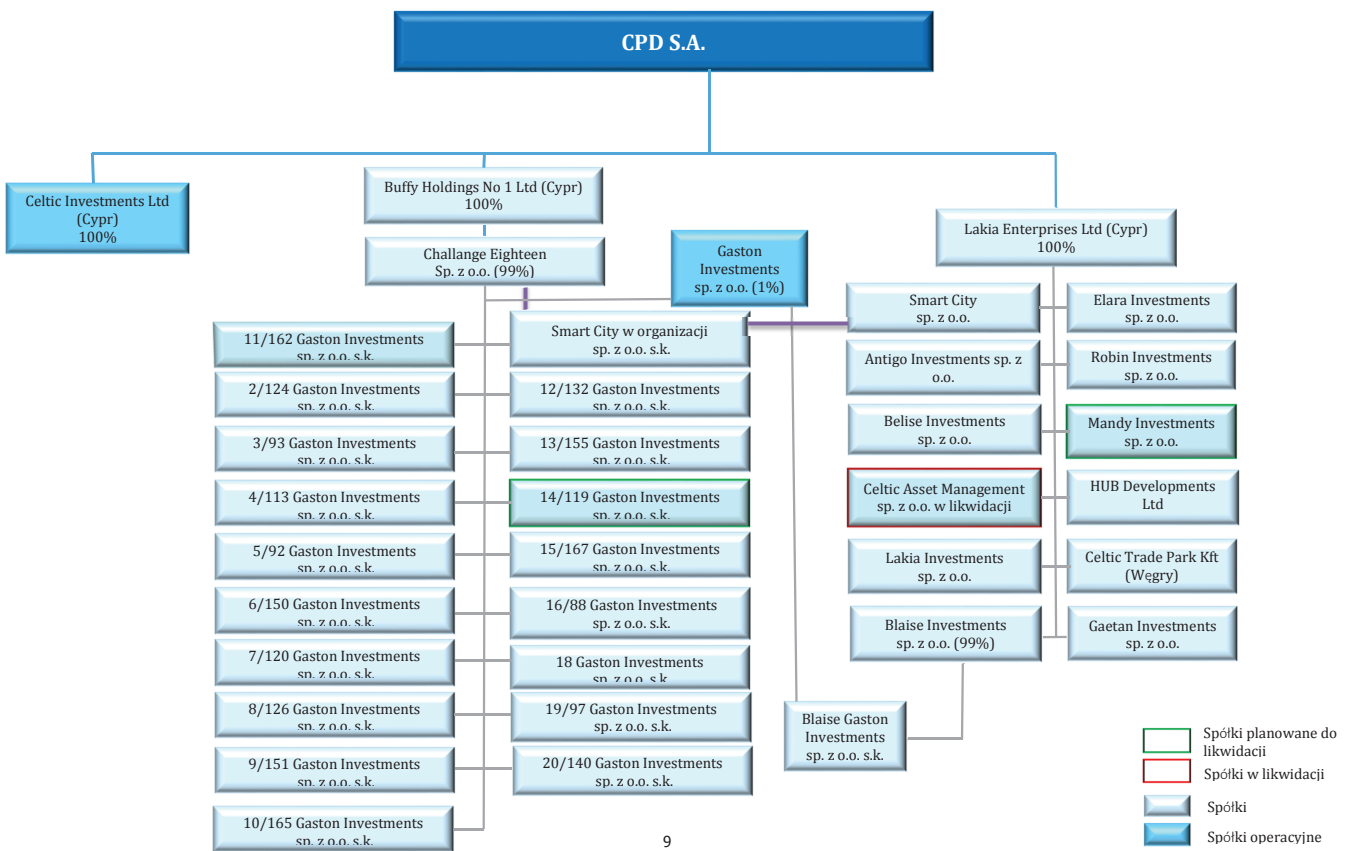 CPD S.A.
Celtic Investments Ltd
(Cypr)
100%
Buffy Holdings No 1 Ltd (Cypr)
100%
Challange Eighteen
Sp. z o.o. (99%)
Gaston
Investments
sp. z o.o. (1%)
Lakia Enterprises Ltd (Cypr)
100%
11/162 Gaston Investments
sp. z o.o. s.k.
2/124 Gaston Investments
sp. z o.o. s.k.
3/93 Gaston Investments
sp. z o.o. s.k.
4/113 Gaston Investments
sp. z o.o. s.k.
5/92 Gaston Investments
sp. z o.o. s.k.
6/150 Gaston Investments
sp. z o.o. s.k.
7/120 Gaston Investments
sp. z o.o. s.k.
8/126 Gaston Investments
sp. z o.o. s.k.
9/151 Gaston Investments
sp. z o.o. s.k.
10/165 Gaston Investments
sp. z o.o. s.k.
Smart City w organizacji
sp. z o.o. s.k.
12/132 Gaston Investments
sp. z o.o. s.k.
13/155 Gaston Investments
sp. z o.o. s.k.
14/119 Gaston Investments
sp. z o.o. s.k.
15/167 Gaston Investments
sp. z o.o. s.k.
16/88 Gaston Investments
sp. z o.o. s.k.
18 Gaston Investments
sp. z o.o. s.k.
19/97 Gaston Investments
sp. z o.o. s.k.
20/140 Gaston Investments
sp. z o.o. s.k.
Smart City
sp. z o.o.
Antigo Investments sp. z
o.o.
Belise Investments
sp. z o.o.
Celtic Asset Management
sp. z o.o. w likwidacji
Lakia Investments
sp. z o.o.
Blaise Investments
sp. z o.o. (99%)
Elara Investments
sp. z o.o.
Robin Investments
sp. z o.o.
Mandy Investments
sp. z o.o.
HUB Developments
Ltd
Celtic Trade Park Kft
(Węgry)
Gaetan Investments
sp. z o.o.
Blaise Gaston
Investments
sp. z o.o. s.k.
Spółki planowane do
likwidacji
Spółki w likwidacji
Spółki
Spółki operacyjne
9